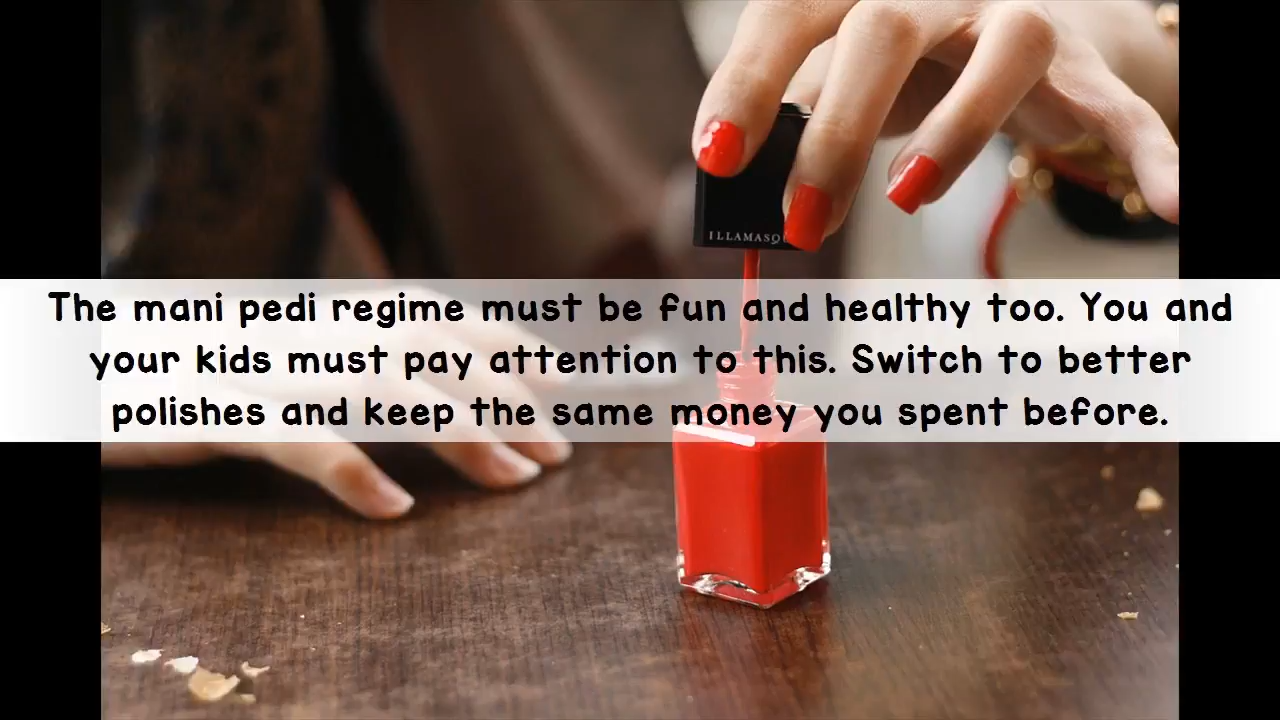 ILLAMASQ
The mani pedi regime must be fun and healthy too. You and
your kids must pay attention to this. Switch to better
polishes and keep the same money you spent before.